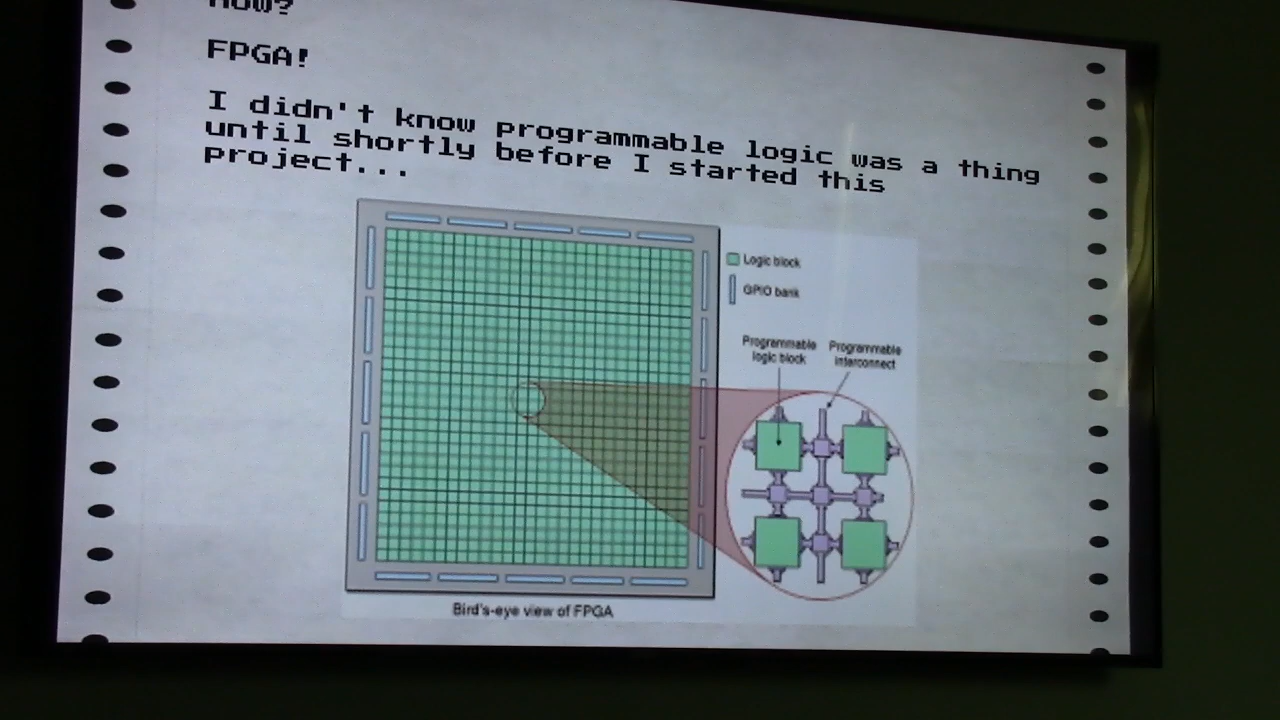 HOW?
FPGA!
I didn't know programmable logic was a thing
until shortly before I started this
project...
Logic block
GPIO bank
Programmable
logic block
Programmable
interconnect
Bird's-eye view of FPGA